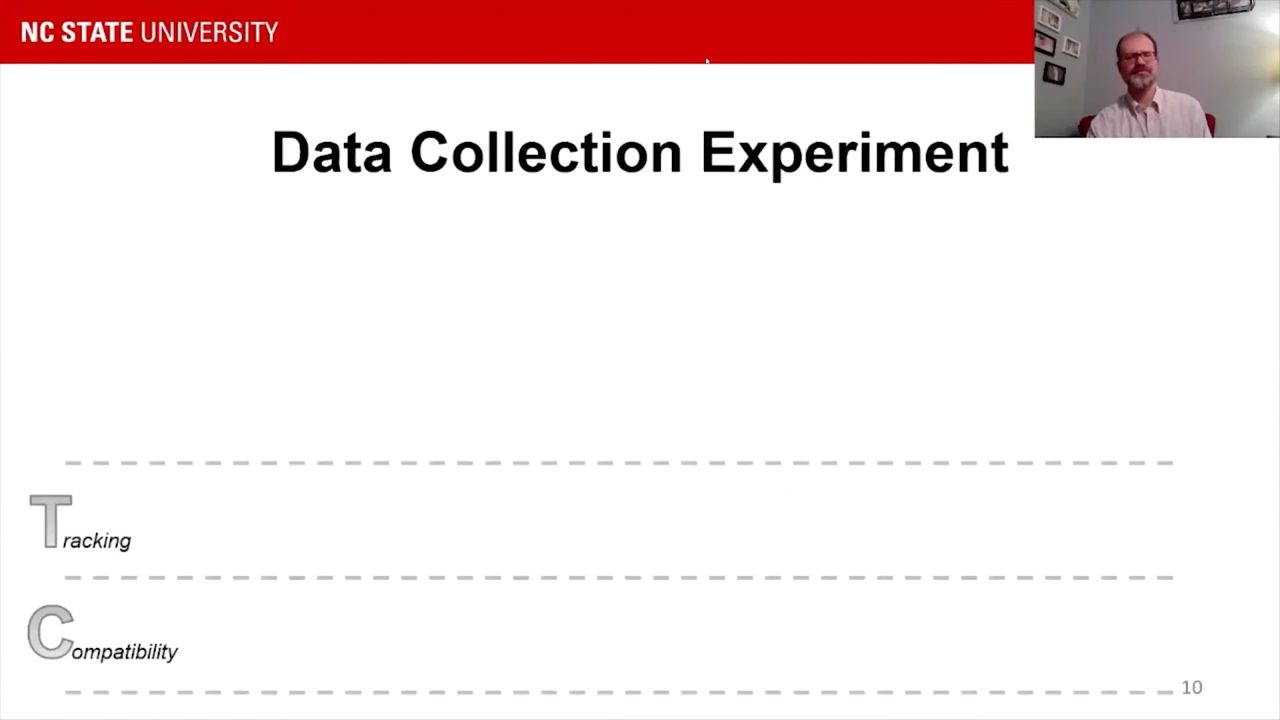 NC STATE UNIVERSITY
Data Collection Experiment
Tracking
Compatibility
10